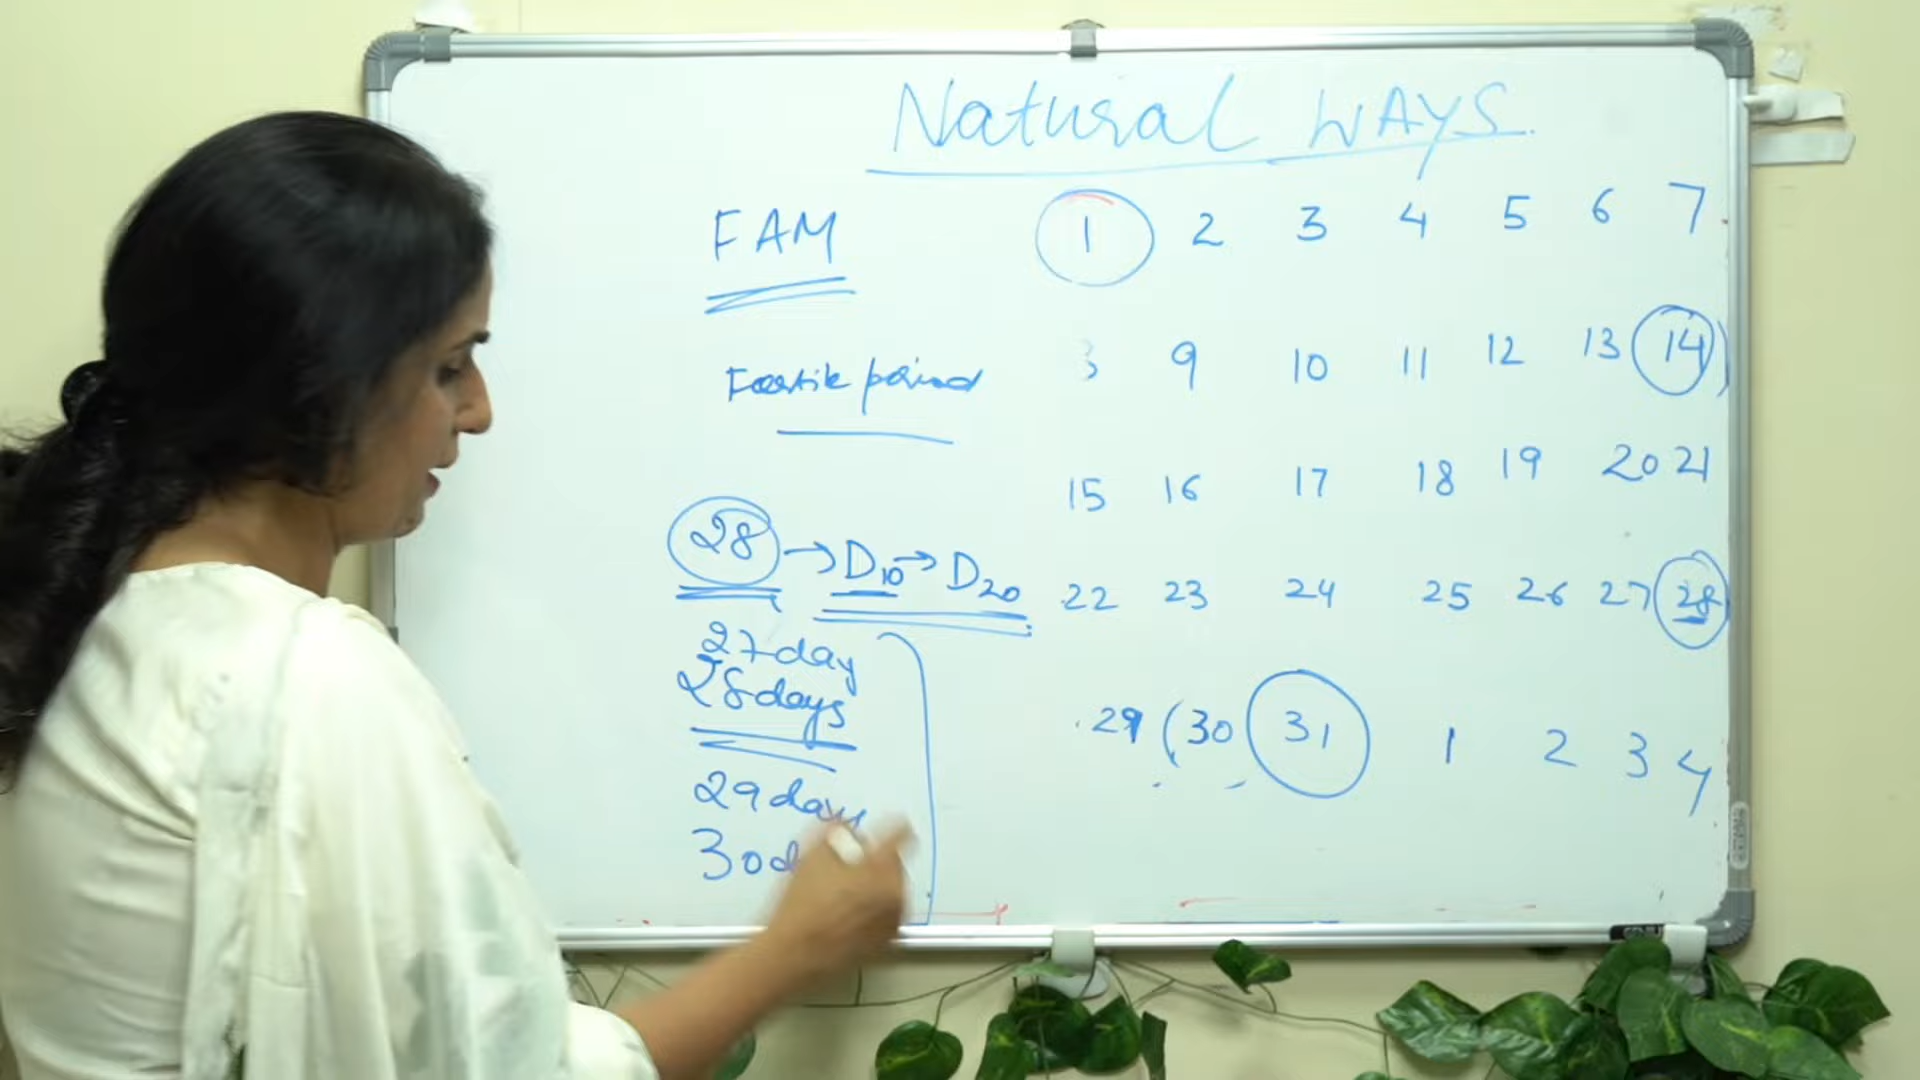 Natural WAYS
FAM
1 2 3 4 5 6 7
Fertile period
9 10 11 12 13 14
15 16 17 18 19 20 21
28 → D10 → D20
22 23 24 25 26 27 28
27 day
28 days
29 30 31 1 2 3 4
29 days
30 d